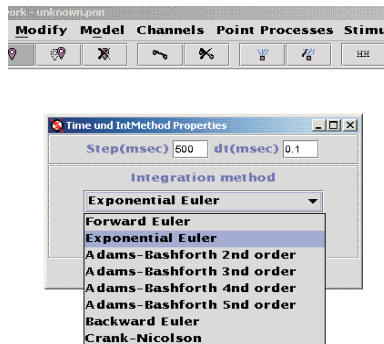 work - unknown.pnn
Modify Model Channels Point Processes Stimu
HH
Time und IntMethod Properties
Step(msec) 500 dt(msec) 0.1
Integration method
Exponential Euler
Forward Euler
Exponential Euler
Adams-Bashforth 2nd order
Adams-Bashforth 3nd order
Adams-Bashforth 4nd order
Adams-Bashforth 5nd order
Backward Euler
Crank-Nicolson